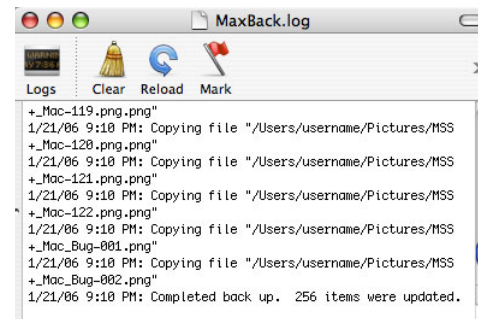 MaxBack.log
Logs Clear Reload Mark
+_Mac-119.png.png"
1/21/06 9:10 PM: Copying file "/Users/username/Pictures/MSS
+_Mac-120.png.png"
1/21/06 9:10 PM: Copying file "/Users/username/Pictures/MSS
+_Mac-121.png.png"
1/21/06 9:10 PM: Copying file "/Users/username/Pictures/MSS
+_Mac-122.png.png"
1/21/06 9:10 PM: Copying file "/Users/username/Pictures/MSS
+_Mac_Bug-001.png"
1/21/06 9:10 PM: Copying file "/Users/username/Pictures/MSS
+_Mac_Bug-002.png"
1/21/06 9:10 PM: Completed back up.  256 items were updated.